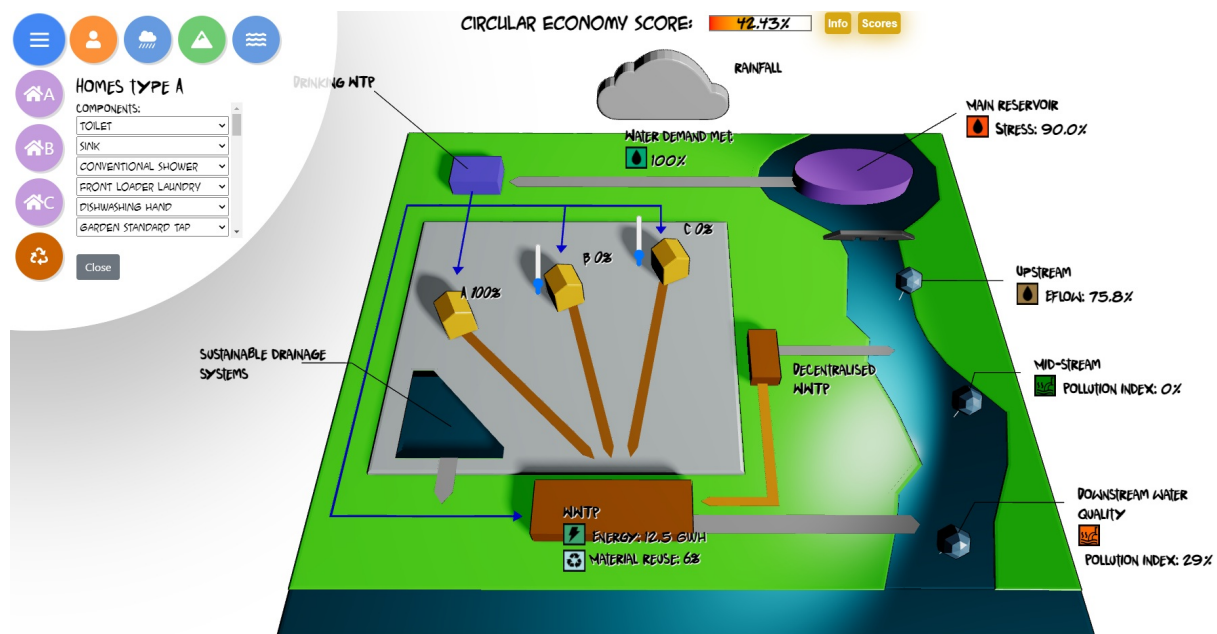 CIRCULAR ECONOMY SCORE: 42.43% Info Scores
HOMES TYPE A
COMPONENTS:
TOILET
SINK
CONVENTIONAL SHOWER
FRONT LOADER LAUNDRY
DISHWASHING HAND
GARDEN STANDARD TAP
Close
A
B
C
DRINKING WTP
RAINFALL
WATER DEMAND MET:
100%
MAIN RESERVOIR
STRESS: 90.0%
A 100%
B 0%
C 0%
UPSTREAM
EFLOW: 75.8%
SUSTAINABLE DRAINAGE
SYSTEMS
DECENTRALISED
WWTP
MID-STREAM
POLLUTION INDEX: 0%
WWTP
ENERGY: 12.5 GWH
MATERIAL REUSE: 6%
DOWNSTREAM WATER
QUALITY
POLLUTION INDEX: 29%